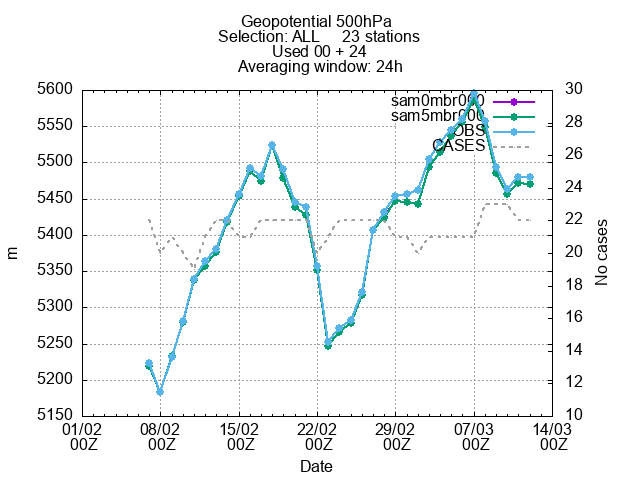 Geopotential 500hPa
Selection: ALL 23 stations
Used 00 + 24
Averaging window: 24h
5600
5550
5500
5450
5400
5350
5300
5250
5200
5150
m
30
28
26
24
22
20
18
16
14
12
10
No cases
sam0mbr000
sam5mbr000
OBS
CASES
01/02 08/02 15/02 22/02 29/02 07/03 14/03
00Z 00Z 00Z 00Z 00Z 00Z 00Z
Date